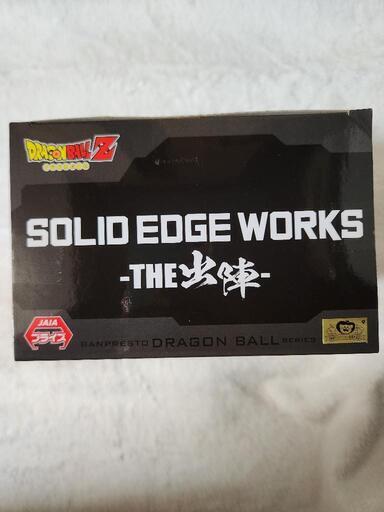 DRAGON BALL Z
SOLID EDGE WORKS
-THE出陣-
JAIA
プライズ
BANPRESTO DRAGON BALL SERIES